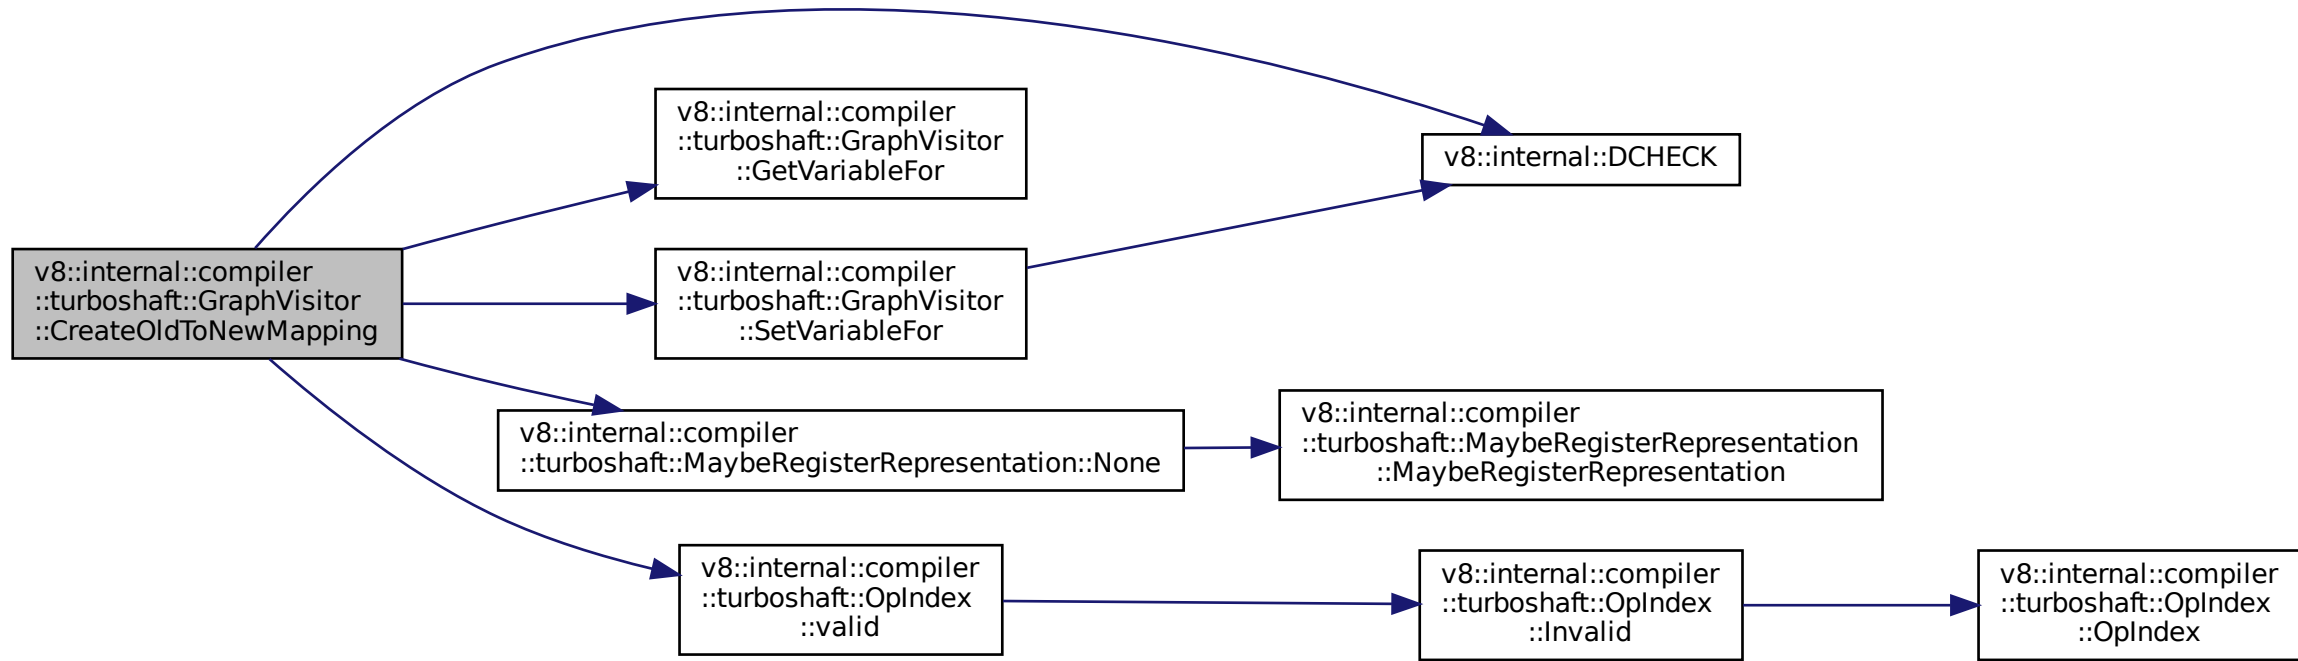 v8::internal::compiler
::turboshaft::GraphVisitor
::CreateOldToNewMapping
v8::internal::compiler
::turboshaft::GraphVisitor
::GetVariableFor
v8::internal::compiler
::turboshaft::GraphVisitor
::SetVariableFor
v8::internal::DCHECK
v8::internal::compiler
::turboshaft::MaybeRegisterRepresentation::None
v8::internal::compiler
::turboshaft::MaybeRegisterRepresentation
::MaybeRegisterRepresentation
v8::internal::compiler
::turboshaft::OpIndex
::valid
v8::internal::compiler
::turboshaft::OpIndex
::Invalid
v8::internal::compiler
::turboshaft::OpIndex
::OpIndex